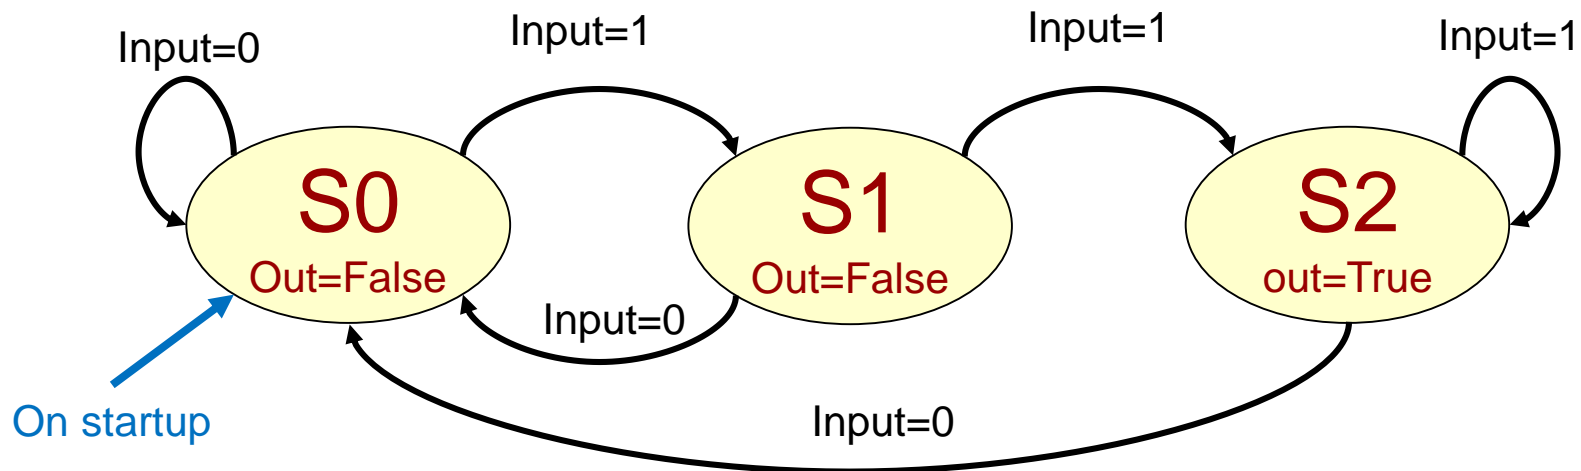 Input=0
Input=1
Input=1
Input=1
S0
Out=False
S1
Out=False
S2
out=True
Input=0
On startup
Input=0